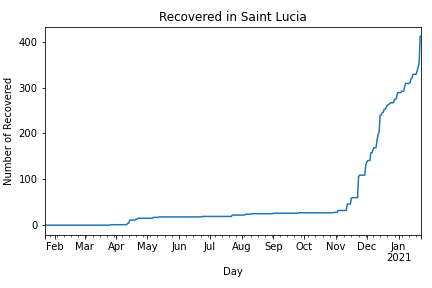 Recovered in Saint Lucia
Number of Recovered
400
300
200
100
0
Feb Mar Apr May Jun Jul Aug Sep Oct Nov Dec Jan
2021
Day